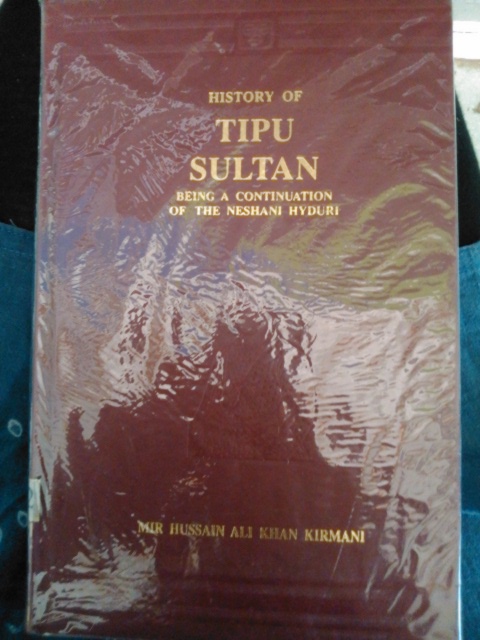 HISTORY OF
TIPU
SULTAN
BEING A CONTINUATION
OF THE NESHANI HYDURI
MIR HUSSAIN ALI KHAN KIRMANI